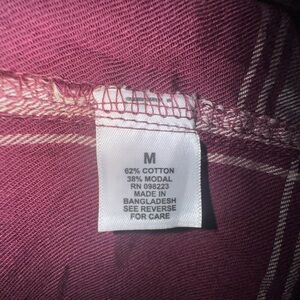 M
62% COTTON
38% MODAL
RN 098223
MADE IN
BANGLADESH
SEE REVERSE
FOR CARE